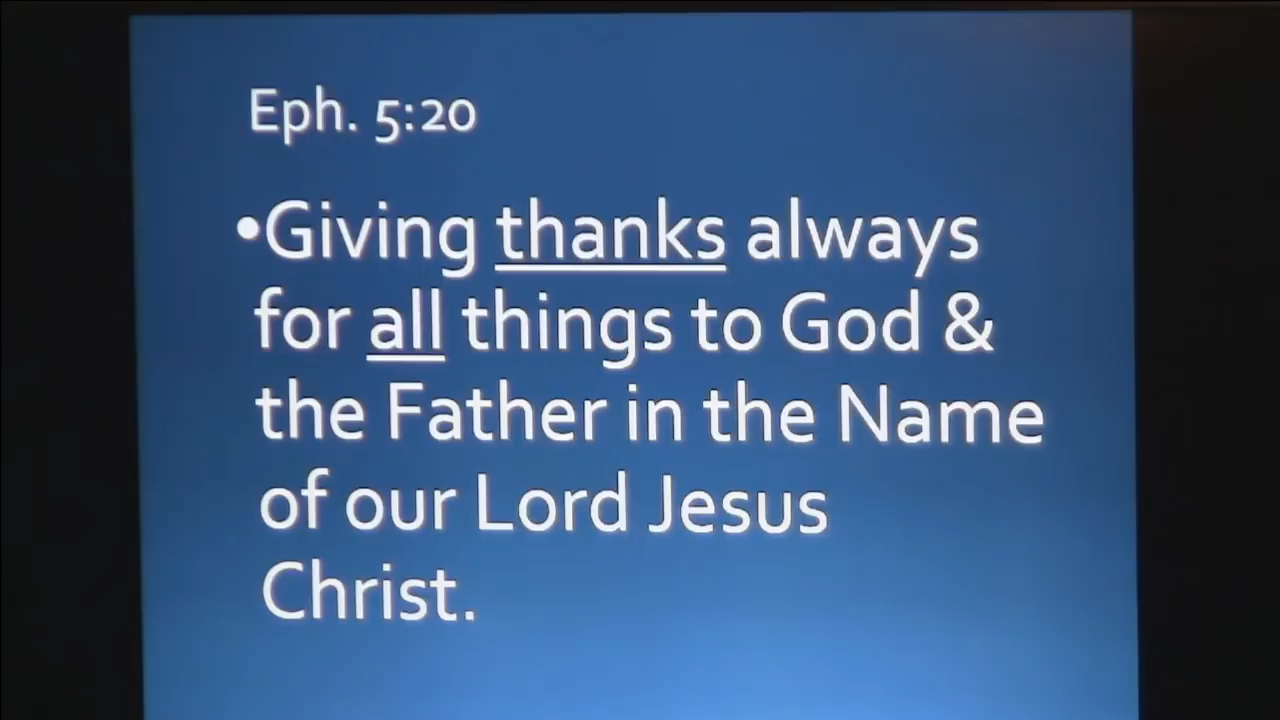 Eph. 5:20
•Giving thanks always
for all things to God &
the Father in the Name
of our Lord Jesus
Christ.